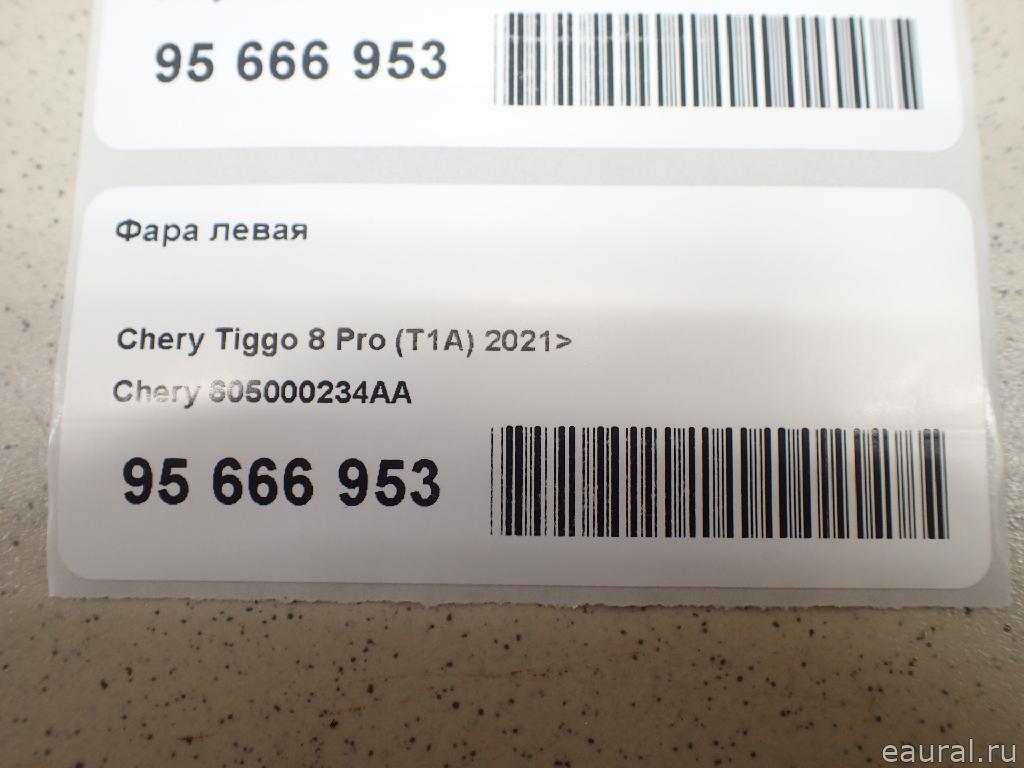 95 666 953
Фара левая
Chery Tiggo 8 Pro (T1A) 2021>
Chery 605000234AA
95 666 953
eaural.ru